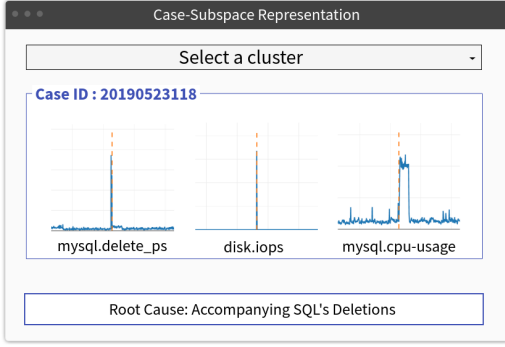 Case-Subspace Representation
Select a cluster
Case ID : 20190523118
mysql.delete_ps
disk.iops
mysql.cpu-usage
Root Cause: Accompanying SQL's Deletions